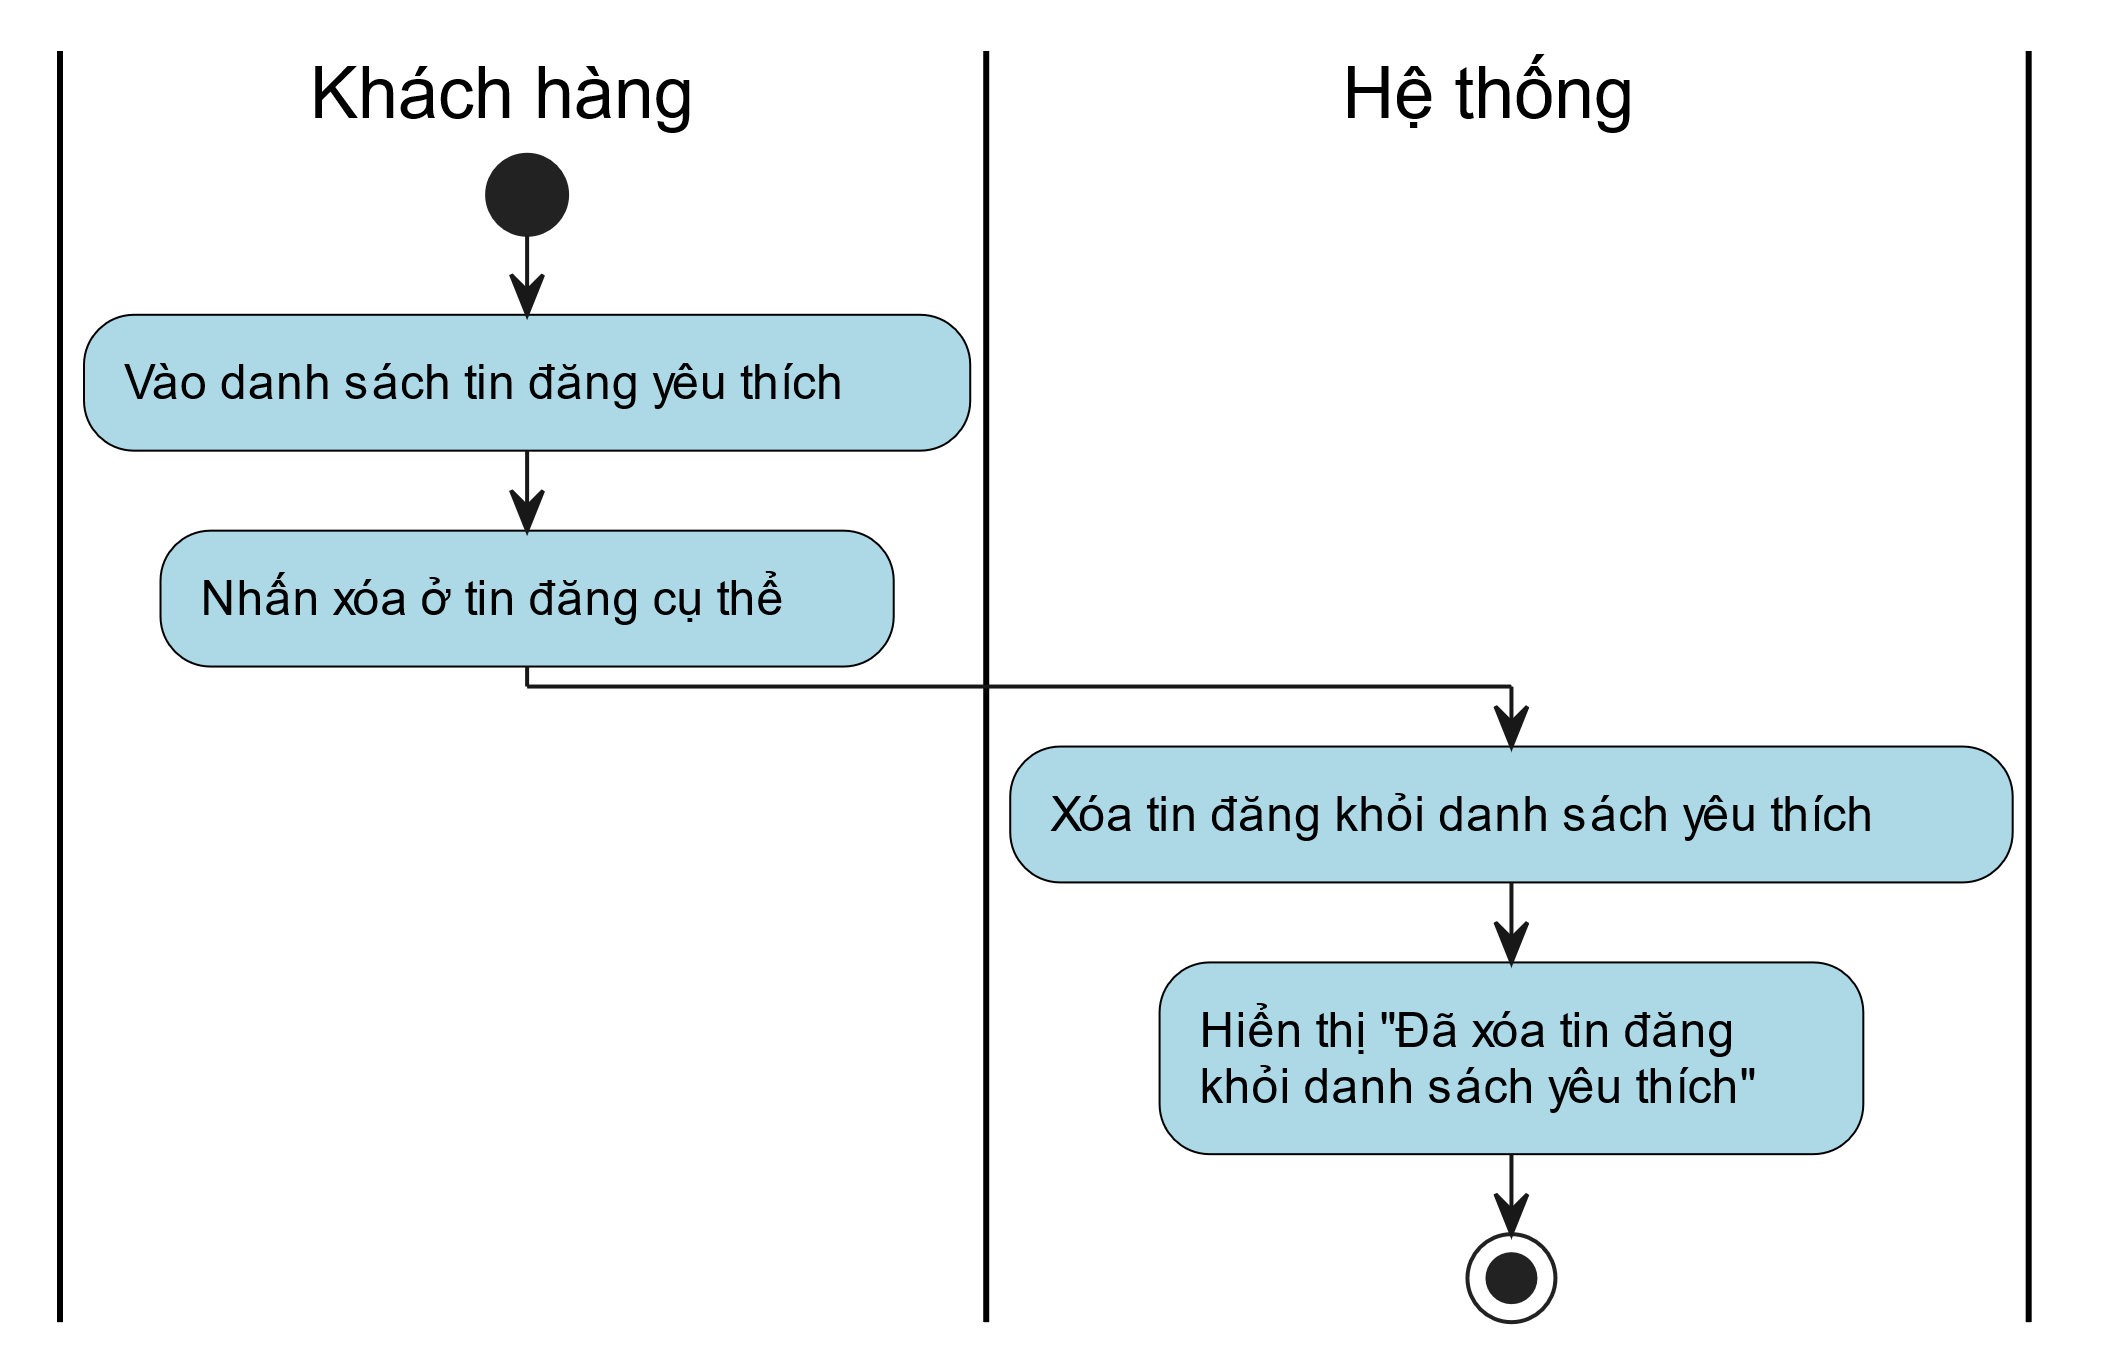 Khách hàng
Hệ thống
Vào danh sách tin đăng yêu thích
Nhấn xóa ở tin đăng cụ thể
Xóa tin đăng khỏi danh sách yêu thích
Hiển thị "Đã xóa tin đăng
khỏi danh sách yêu thích"